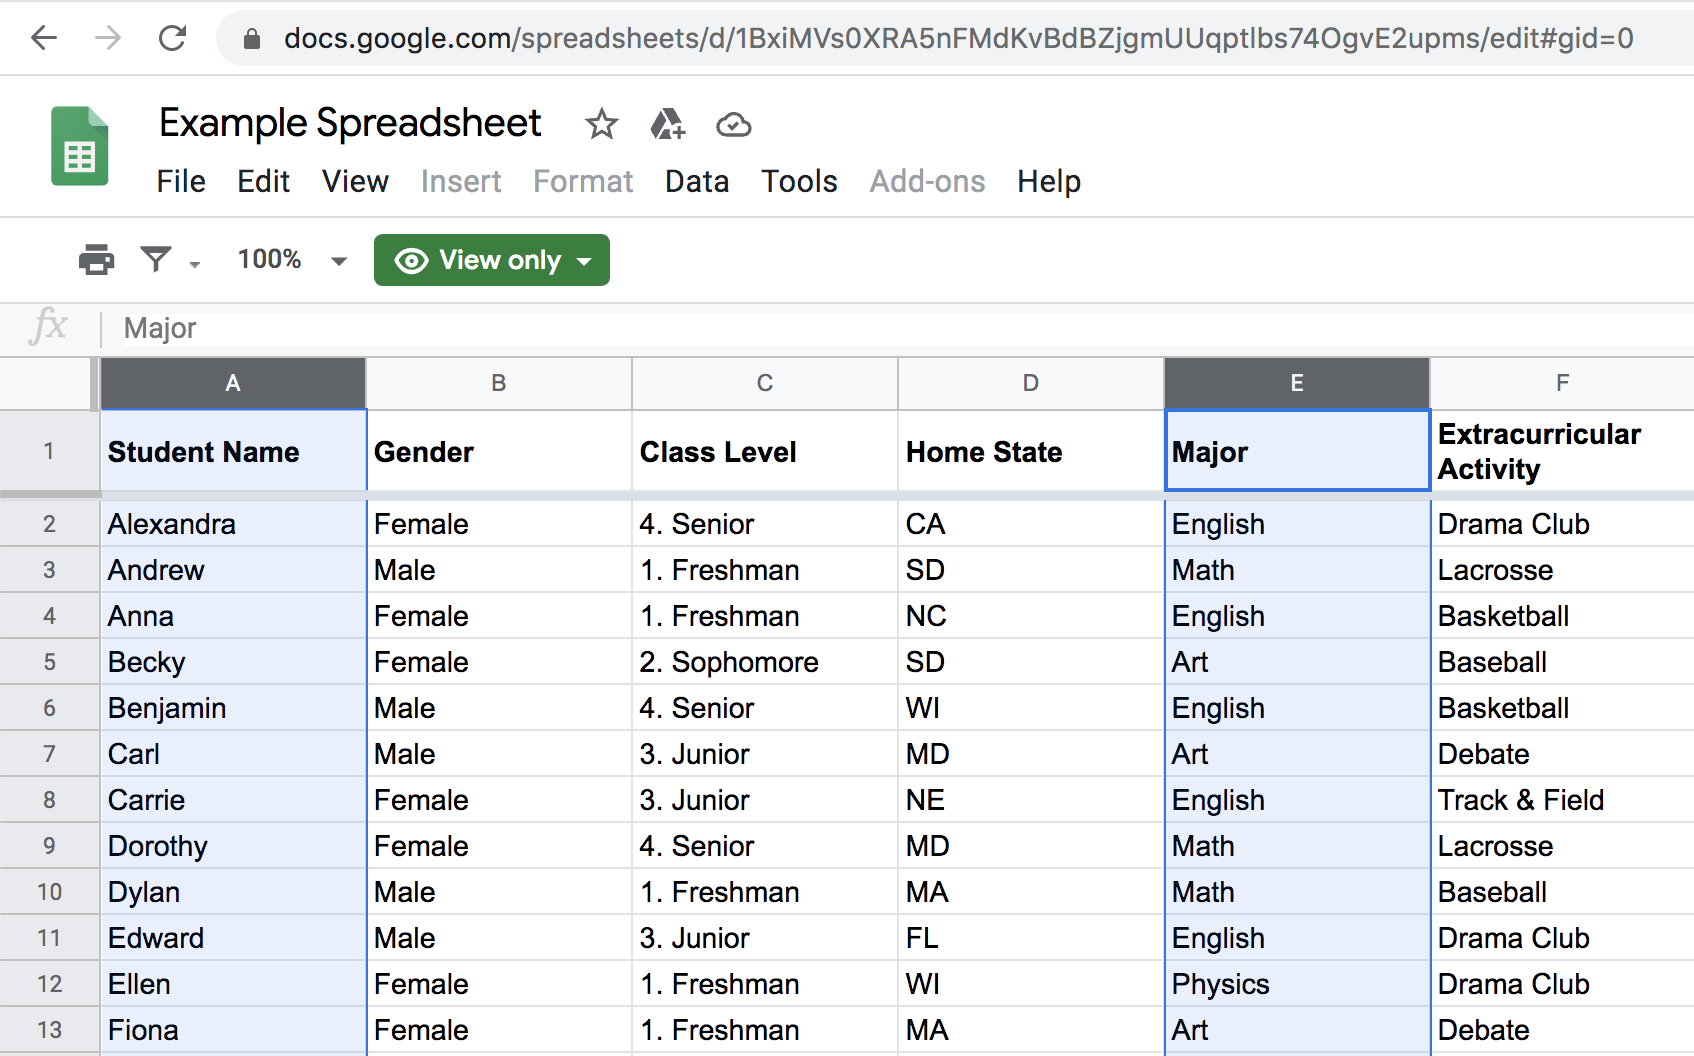 docs.google.com/spreadsheets/d/1BxiMVs0XRA5nFMdKvBdBZjgmUUqptlbs74OgvE2upms/edit#gid=0
Example Spreadsheet
File Edit View Insert Format Data Tools Add-ons Help
100% View only
fx Major
A B C D E F
1 Student Name Gender Class Level Home State Major Extracurricular Activity
2 Alexandra Female 4. Senior CA English Drama Club
3 Andrew Male 1. Freshman SD Math Lacrosse
4 Anna Female 1. Freshman NC English Basketball
5 Becky Female 2. Sophomore SD Art Baseball
6 Benjamin Male 4. Senior WI English Basketball
7 Carl Male 3. Junior MD Art Debate
8 Carrie Female 3. Junior NE English Track & Field
9 Dorothy Female 4. Senior MD Math Lacrosse
10 Dylan Male 1. Freshman MA Math Baseball
11 Edward Male 3. Junior FL English Drama Club
12 Ellen Female 1. Freshman WI Physics Drama Club
13 Fiona Female 1. Freshman MA Art Debate